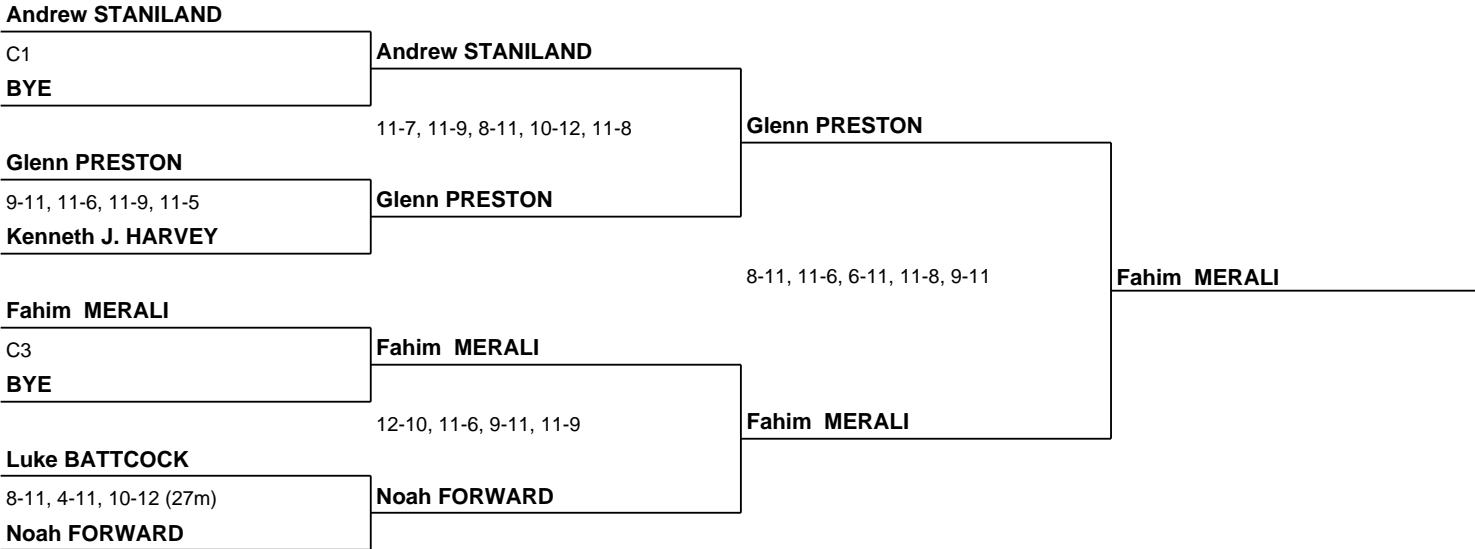 Andrew STANILAND
C1
Andrew STANILAND
BYE
11-7, 11-9, 8-11, 10-12, 11-8
Glenn PRESTON
Glenn PRESTON
9-11, 11-6, 11-9, 11-5
Glenn PRESTON
Kenneth J. HARVEY
8-11, 11-6, 6-11, 11-8, 9-11
Fahim MERALI
Fahim MERALI
C3
Fahim MERALI
BYE
12-10, 11-6, 9-11, 11-9
Fahim MERALI
Luke BATTCOCK
8-11, 4-11, 10-12 (27m)
Noah FORWARD
Noah FORWARD